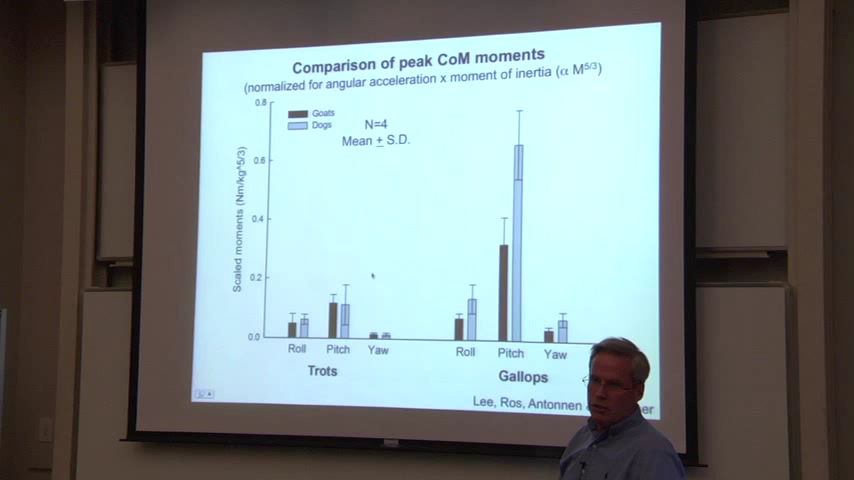 Comparison of peak CoM moments
(normalized for angular acceleration x moment of inertia (α M5/3)
0.8
Goats
Dogs
N=4
Mean ± S.D.
0.6
0.4
0.2
0.0
Scaled moments (Nm/kg^5/3)
Roll Pitch Yaw Roll Pitch Yaw
Trots Gallops
Lee, Ros, Antonnen
er